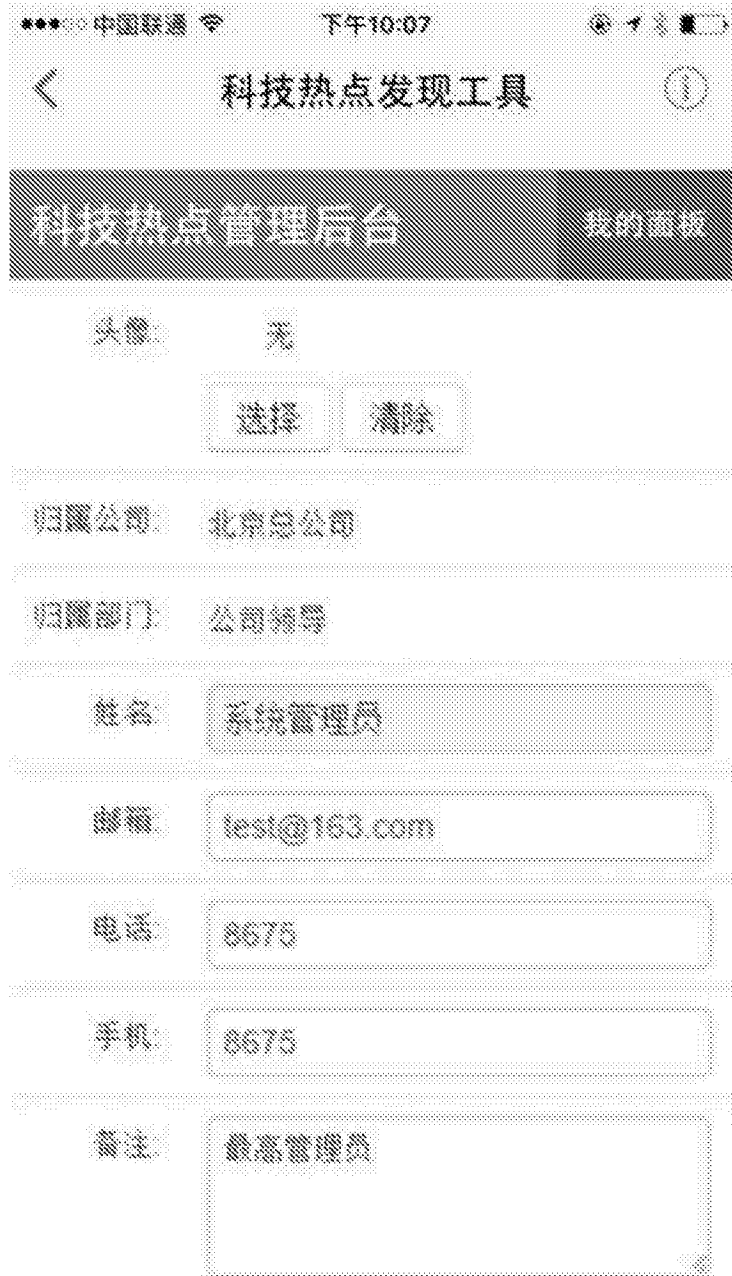 中国联通 下午10:07
科技热点发现工具
科技热点管理后台 我的面板
头像: 无
选择 清除
归属公司: 北京总公司
归属部门: 公司领导
姓名: 系统管理员
邮箱: test@163.com
电话: 8675
手机: 8675
备注: 最高管理员